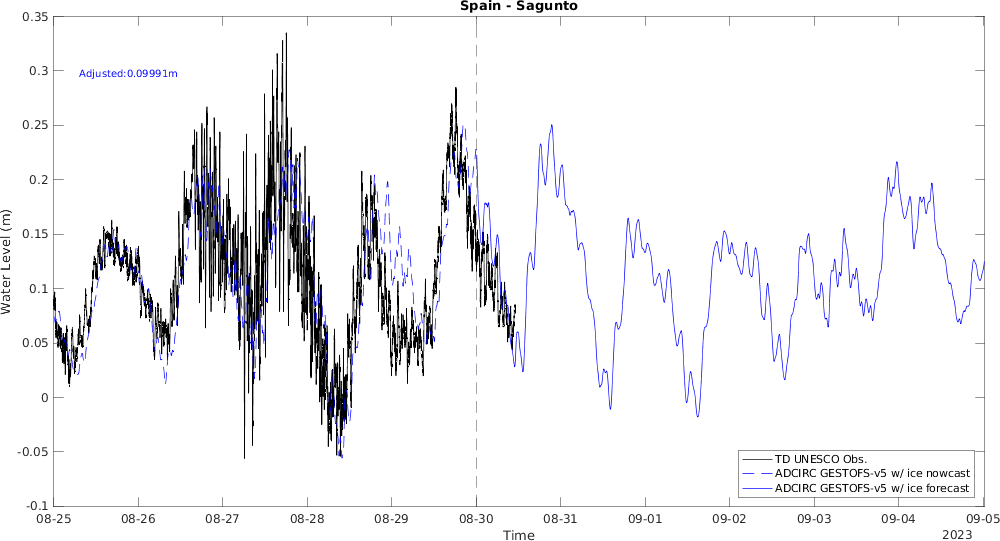 Spain - Sagunto
Adjusted:0.09991m
Water Level (m)
0.35
0.3
0.25
0.2
0.15
0.1
0.05
0
-0.05
-0.1
08-25 08-26 08-27 08-28 08-29 08-30 08-31 09-01 09-02 09-03 09-04 09-05
Time
2023
TD UNESCO Obs.
ADCIRC GESTOFS-v5 w/ ice nowcast
ADCIRC GESTOFS-v5 w/ ice forecast